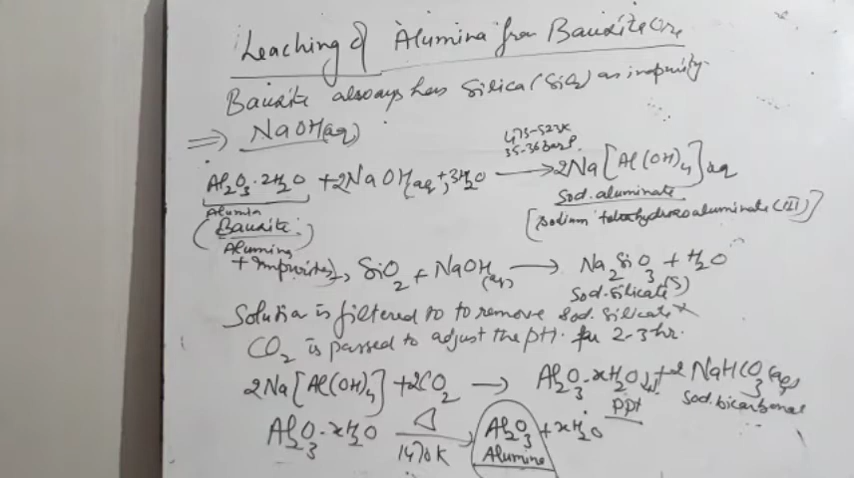 Leaching of Alumina from Bauxite Ore
Bauxite always has Silica (SiO2) as impurity.
⇒ NaOH(aq)
473-523K
35-36 bar P
Al2O3·2H2O + 2NaOH(aq) + 3H2O → 2Na[Al(OH)4]aq
Alumin
Sod. aluminate
(Bauxite)
[Sodium tetrahydroxoaluminate (III)]
Alumina
+ Impurities), SiO2 + NaOH(aq) → Na2SiO3 + H2O
Sod. Silicate (S)
Solution is filtered to to remove Sod. Silicate x
CO2 is passed to adjust the pH. for 2-3 hr.
2Na[Al(OH)4] + 2CO2 → Al2O3·xH2O↓ + 2NaHCO3(aq)
ppt
Sod. bicarbonat
Al2O3·xH2O —Δ 1470K→ Al2O3 + xH2O
Alumina